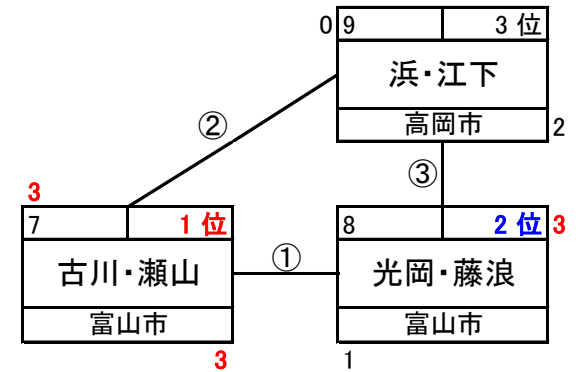 0 9 3 位
浜・江下
高岡市 2
②
③
3
7 1 位
古川・瀬山
富山市
3
①
8 2 位 3
光岡・藤浪
富山市
1